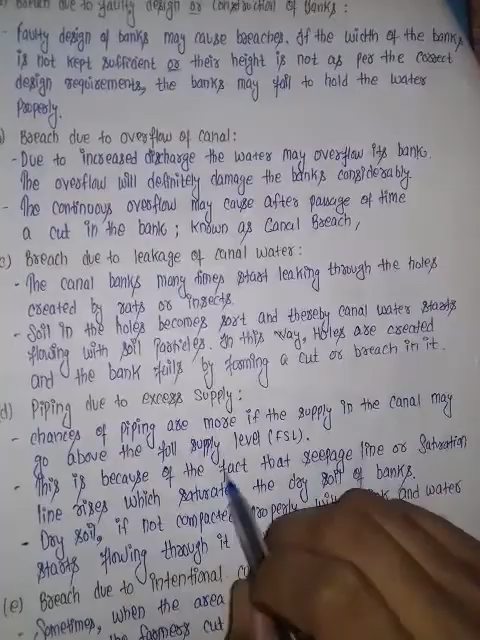 Breach due to faulty design or construction of Banks :
- Faulty design of banks may cause breaches. If the width of the banks
is not kept sufficient or their height is not as per the correct
design requirements, the banks may fail to hold the water
Properly.
) Breach due to overflow of canal:
- Due to increased discharge the water may overflow its bank.
The overflow will definitely damage the banks considerably
- The continuous overflow may cause after passage of time
a cut in the bank ; known as Canal Breach,
c) Breach due to leakage of canal water:
- The canal banks many times start leaking through the holes
created by rats or insects.
- Soil in the holes becomes sort and thereby canal water starts
flowing with soil particles. In this way, Holes are created
and the bank fails, by forming a cut or breach in it.
(d) Piping due to excess supply:
- chances of Piping are more if the supply in the canal may
go above the full supply level (FSL).
- This is because of the fact that seepage line or Saturation
line rises which saturate the dry soil of banks.
- Dry soil, if not compacted properly, will and water
starts flowing through it
(e) Breach due to intentional
- Sometimes, when the area
the farmers cut